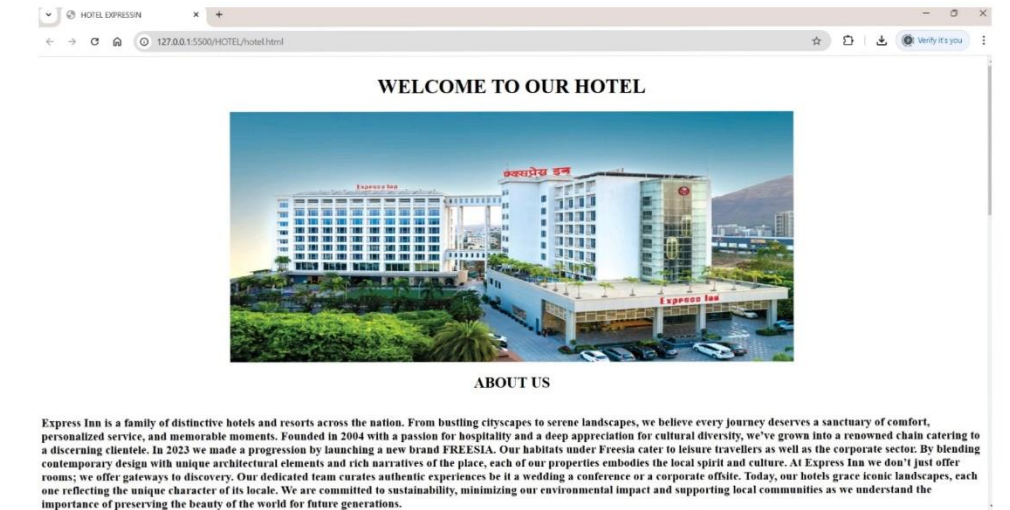 HOTEL EXPRESSIN
127.0.0.1:5500/HOTEL/hotel.html
Verify it's you
WELCOME TO OUR HOTEL
एक्सप्रेस इन
Express Inn
Express Inn
ABOUT US
Express Inn is a family of distinctive hotels and resorts across the nation. From bustling cityscapes to serene landscapes, we believe every journey deserves a sanctuary of comfort,
personalized service, and memorable moments. Founded in 2004 with a passion for hospitality and a deep appreciation for cultural diversity, we've grown into a renowned chain catering to
a discerning clientele. In 2023 we made a progression by launching a new brand FREESIA. Our habitats under Freesia cater to leisure travellers as well as the corporate sector. By blending
contemporary design with unique architectural elements and rich narratives of the place, each of our properties embodies the local spirit and culture. At Express Inn we don't just offer
rooms; we offer gateways to discovery. Our dedicated team curates authentic experiences be it a wedding a conference or a corporate offsite. Today, our hotels grace iconic landscapes, each
one reflecting the unique character of its locale. We are committed to sustainability, minimizing our environmental impact and supporting local communities as we understand the
importance of preserving the beauty of the world for future generations.